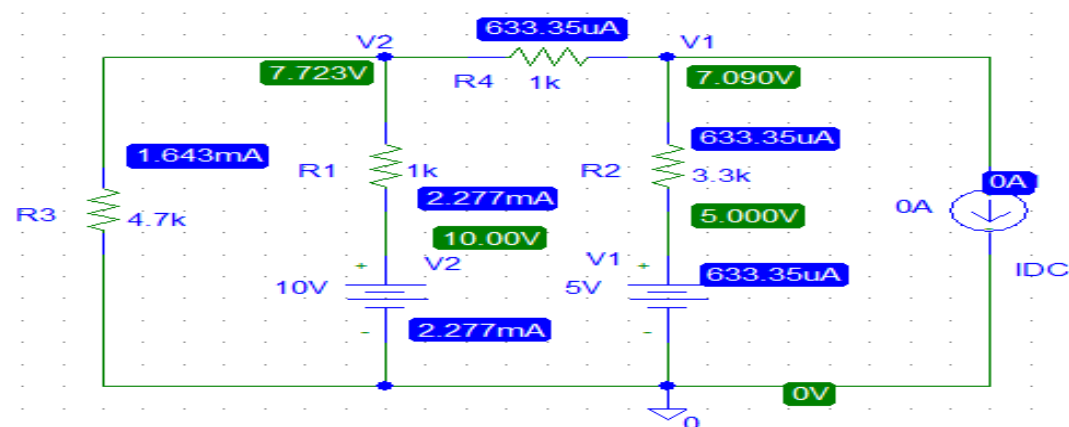 633.35uA
V2
V1
7.723V
R4
1k
7.090V
1.643mA
633.35uA
R1
1k
R2
3.3k
2.277mA
0A
R3
4.7k
5.000V
0A
10.00V
V2
V1
+
+
633.35uA
IDC
10V
5V
2.277mA
-
-
0V
0